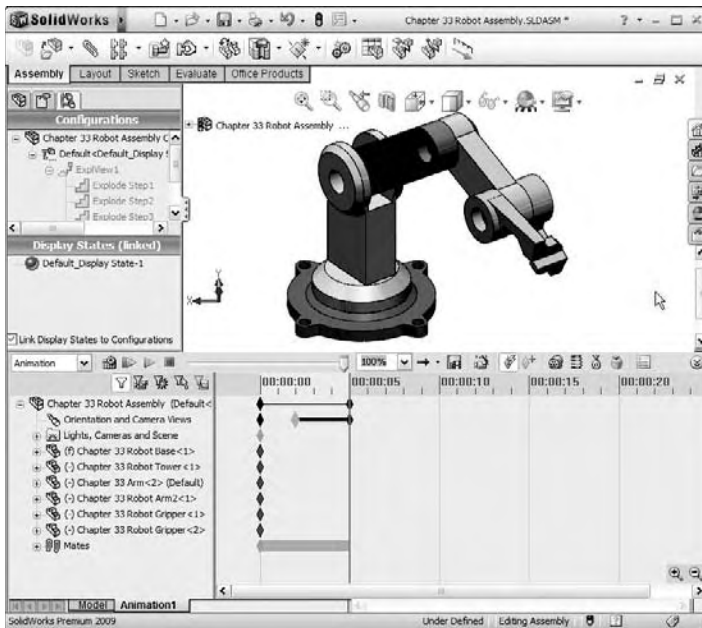 SolidWorks
Chapter 33 Robot Assembly.SLDASM *
Assembly Layout Sketch Evaluate Office Products
Configurations
Chapter 33 Robot Assembly C
Default<Default_Display S
ExplView1
Explode Step1
Explode Step2
Explode Step3
Display States (linked)
Default_Display State-1
Link Display States to Configurations
Chapter 33 Robot Assembly ...
Y
X
Animation
100%
00:00:00 00:00:05 00:00:10 00:00:15 00:00:20
Chapter 33 Robot Assembly (Default<
Orientation and Camera Views
Lights, Cameras and Scene
(f) Chapter 33 Robot Base<1>
(-) Chapter 33 Robot Tower<1>
(-) Chapter 33 Arm<2> (Default)
(-) Chapter 33 Robot Arm2<1>
(-) Chapter 33 Robot Gripper<1>
(-) Chapter 33 Robot Gripper<2>
Mates
Model Animation1
SolidWorks Premium 2009
Under Defined Editing Assembly